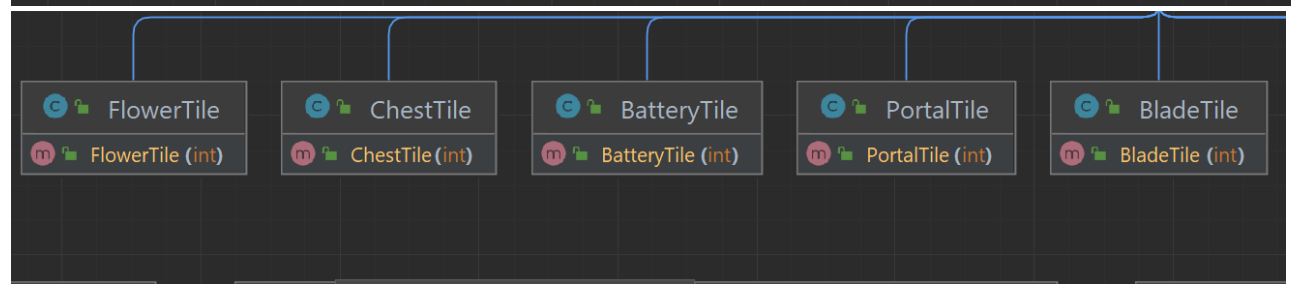 C FlowerTile
m FlowerTile (int)
C ChestTile
m ChestTile(int)
C BatteryTile
m BatteryTile (int)
C PortalTile
m PortalTile (int)
C BladeTile
m BladeTile (int)